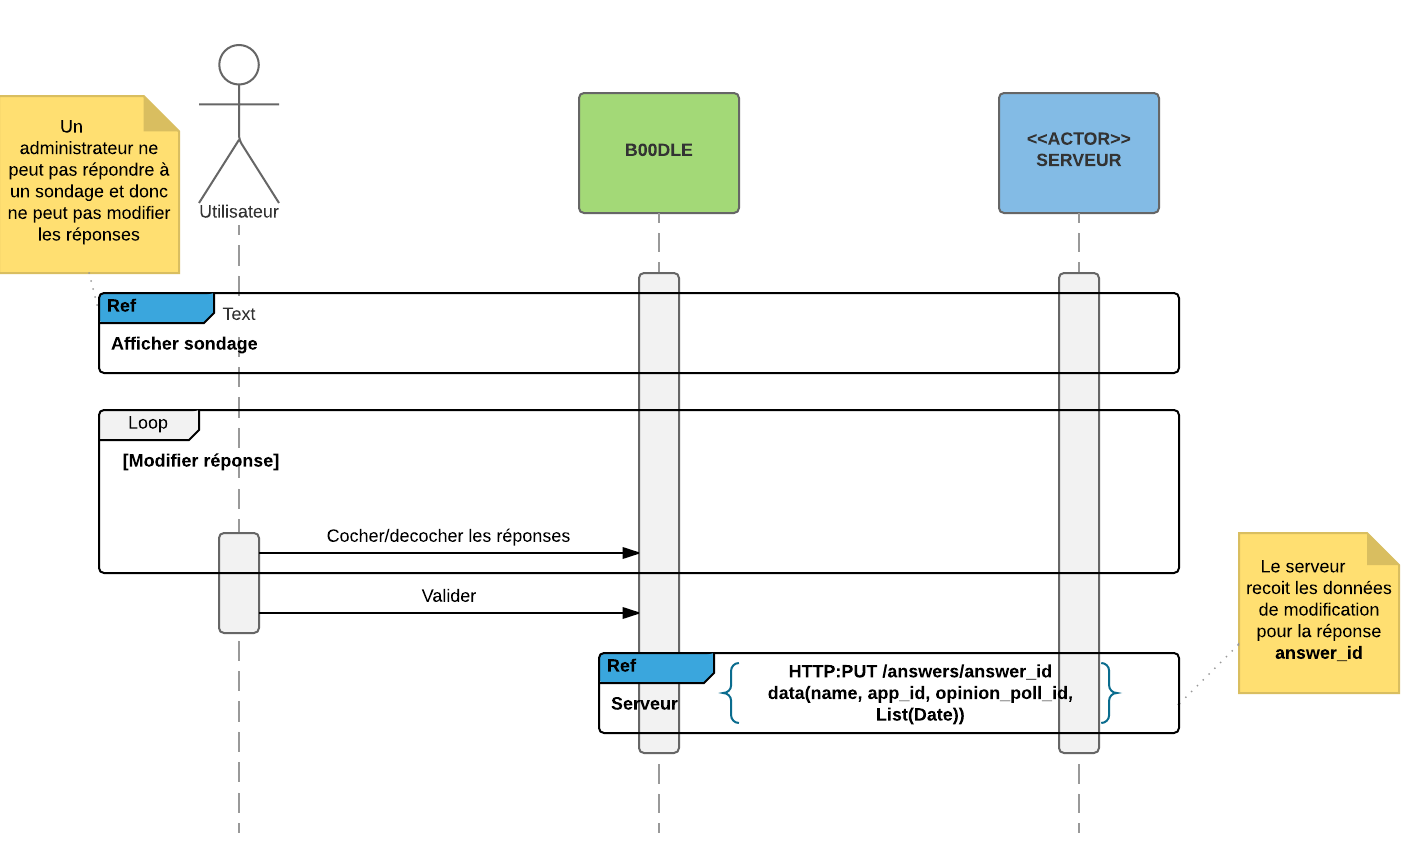 Un
administrateur ne
peut pas répondre à
un sondage et donc
ne peut pas modifier
les réponses
Utilisateur
B00DLE
<<ACTOR>>
SERVEUR
Ref
Text
Afficher sondage
Loop
[Modifier réponse]
Cocher/decocher les réponses
Valider
Le serveur
recoit les données
de modification
pour la réponse
answer_id
Ref
Serveur
HTTP:PUT /answers/answer_id
data(name, app_id, opinion_poll_id,
List(Date))